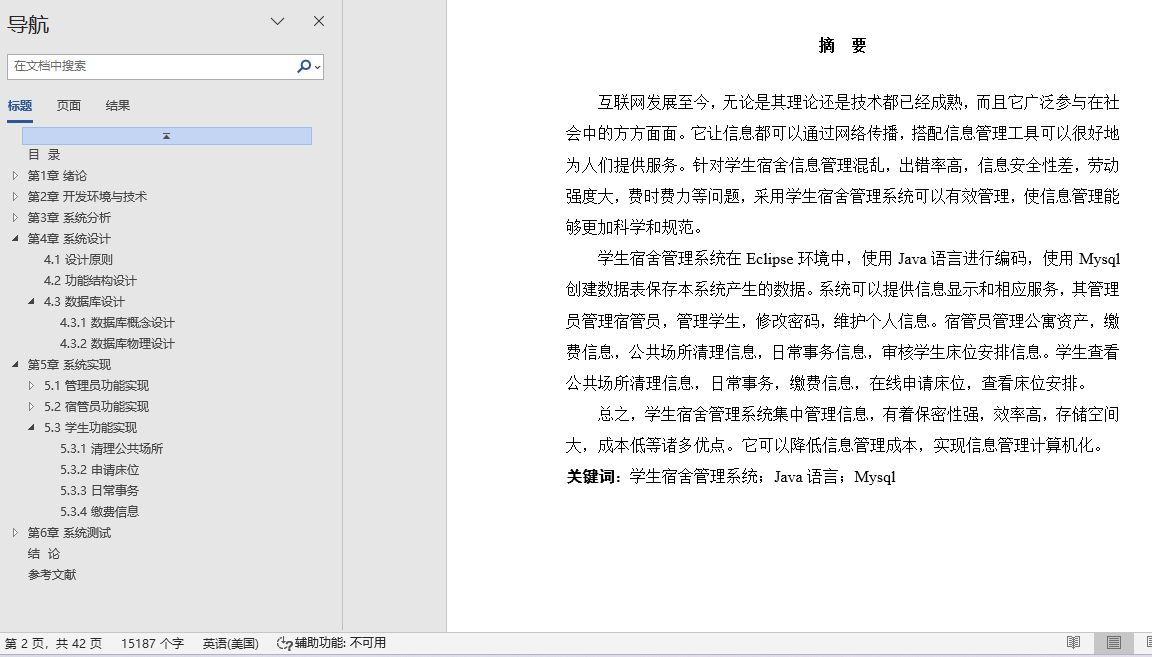 导航
在文档中搜索
标题 页面 结果
目 录
第1章 绪论
第2章 开发环境与技术
第3章 系统分析
第4章 系统设计
4.1 设计原则
4.2 功能结构设计
4.3 数据库设计
4.3.1 数据库概念设计
4.3.2 数据库物理设计
第5章 系统实现
5.1 管理员功能实现
5.2 宿管员功能实现
5.3 学生功能实现
5.3.1 清理公共场所
5.3.2 申请床位
5.3.3 日常事务
5.3.4 缴费信息
第6章 系统测试
结 论
参考文献
摘 要
互联网发展至今，无论是其理论还是技术都已经成熟，而且它广泛参与在社
会中的方方面面。它让信息都可以通过网络传播，搭配信息管理工具可以很好地
为人们提供服务。针对学生宿舍信息管理混乱，出错率高，信息安全性差，劳动
强度大，费时费力等问题，采用学生宿舍管理系统可以有效管理，使信息管理能
够更加科学和规范。
学生宿舍管理系统在 Eclipse 环境中，使用 Java 语言进行编码，使用 Mysql
创建数据表保存本系统产生的数据。系统可以提供信息显示和相应服务，其管理
员管理宿管员，管理学生，修改密码，维护个人信息。宿管员管理公寓资产，缴
费信息，公共场所清理信息，日常事务信息，审核学生床位安排信息。学生查看
公共场所清理信息，日常事务，缴费信息，在线申请床位，查看床位安排。
总之，学生宿舍管理系统集中管理信息，有着保密性强，效率高，存储空间
大，成本低等诸多优点。它可以降低信息管理成本，实现信息管理计算机化。
关键词：学生宿舍管理系统；Java 语言；Mysql
第 2 页，共 42 页 15187 个字 英语(美国) 辅助功能: 不可用